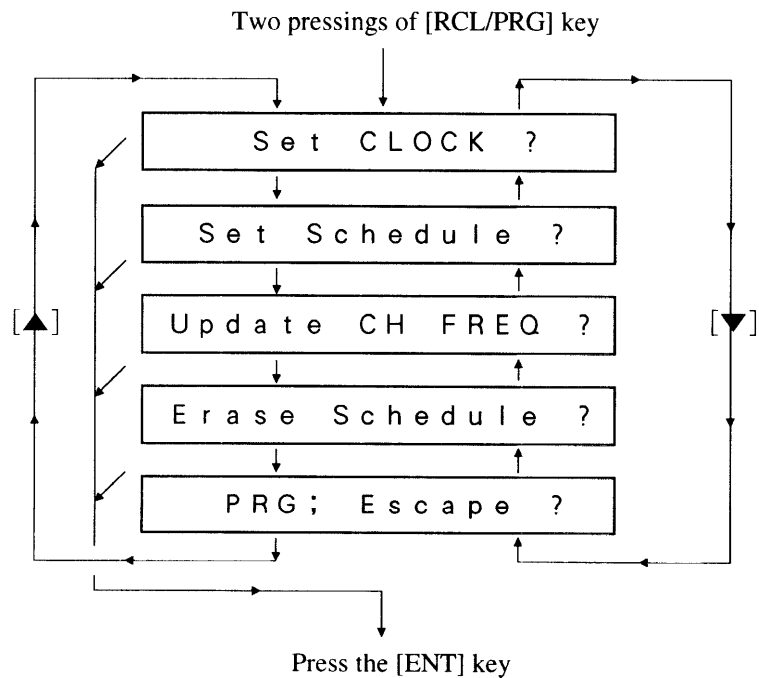 Two pressings of [RCL/PRG] key
Set CLOCK ?
Set Schedule ?
[▲]
Update CH FREQ ?
[▼]
Erase Schedule ?
PRG; Escape ?
Press the [ENT] key